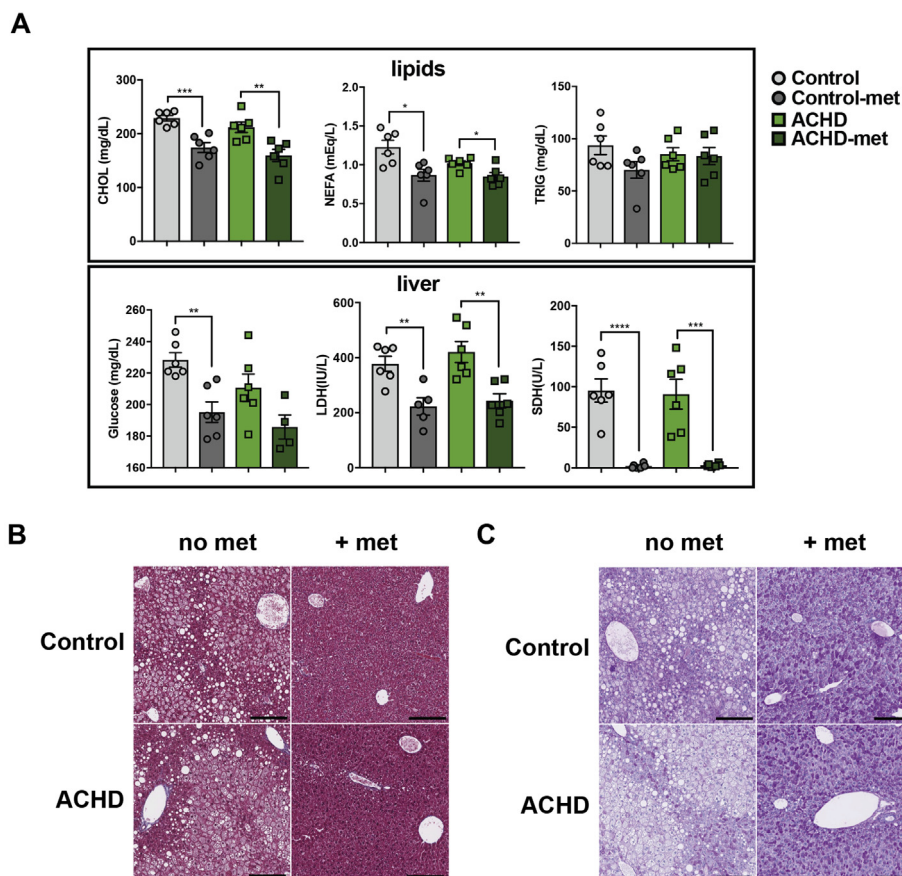 A
lipids
CHOL (mg/dL)
300
200
100
0
***
**
NEFA (mEq/L)
2.0
1.5
1.0
0.5
0.0
*
*
TRIG (mg/dL)
150
100
50
0
Control
Control-met
ACHD
ACHD-met
liver
Glucose (mg/dL)
260
240
220
200
180
160
**
LDH(IU/L)
600
400
200
0
**
**
SDH(U/L)
200
150
100
50
0
****
***
B
no met
+ met
Control
ACHD
C
no met
+ met
Control
ACHD